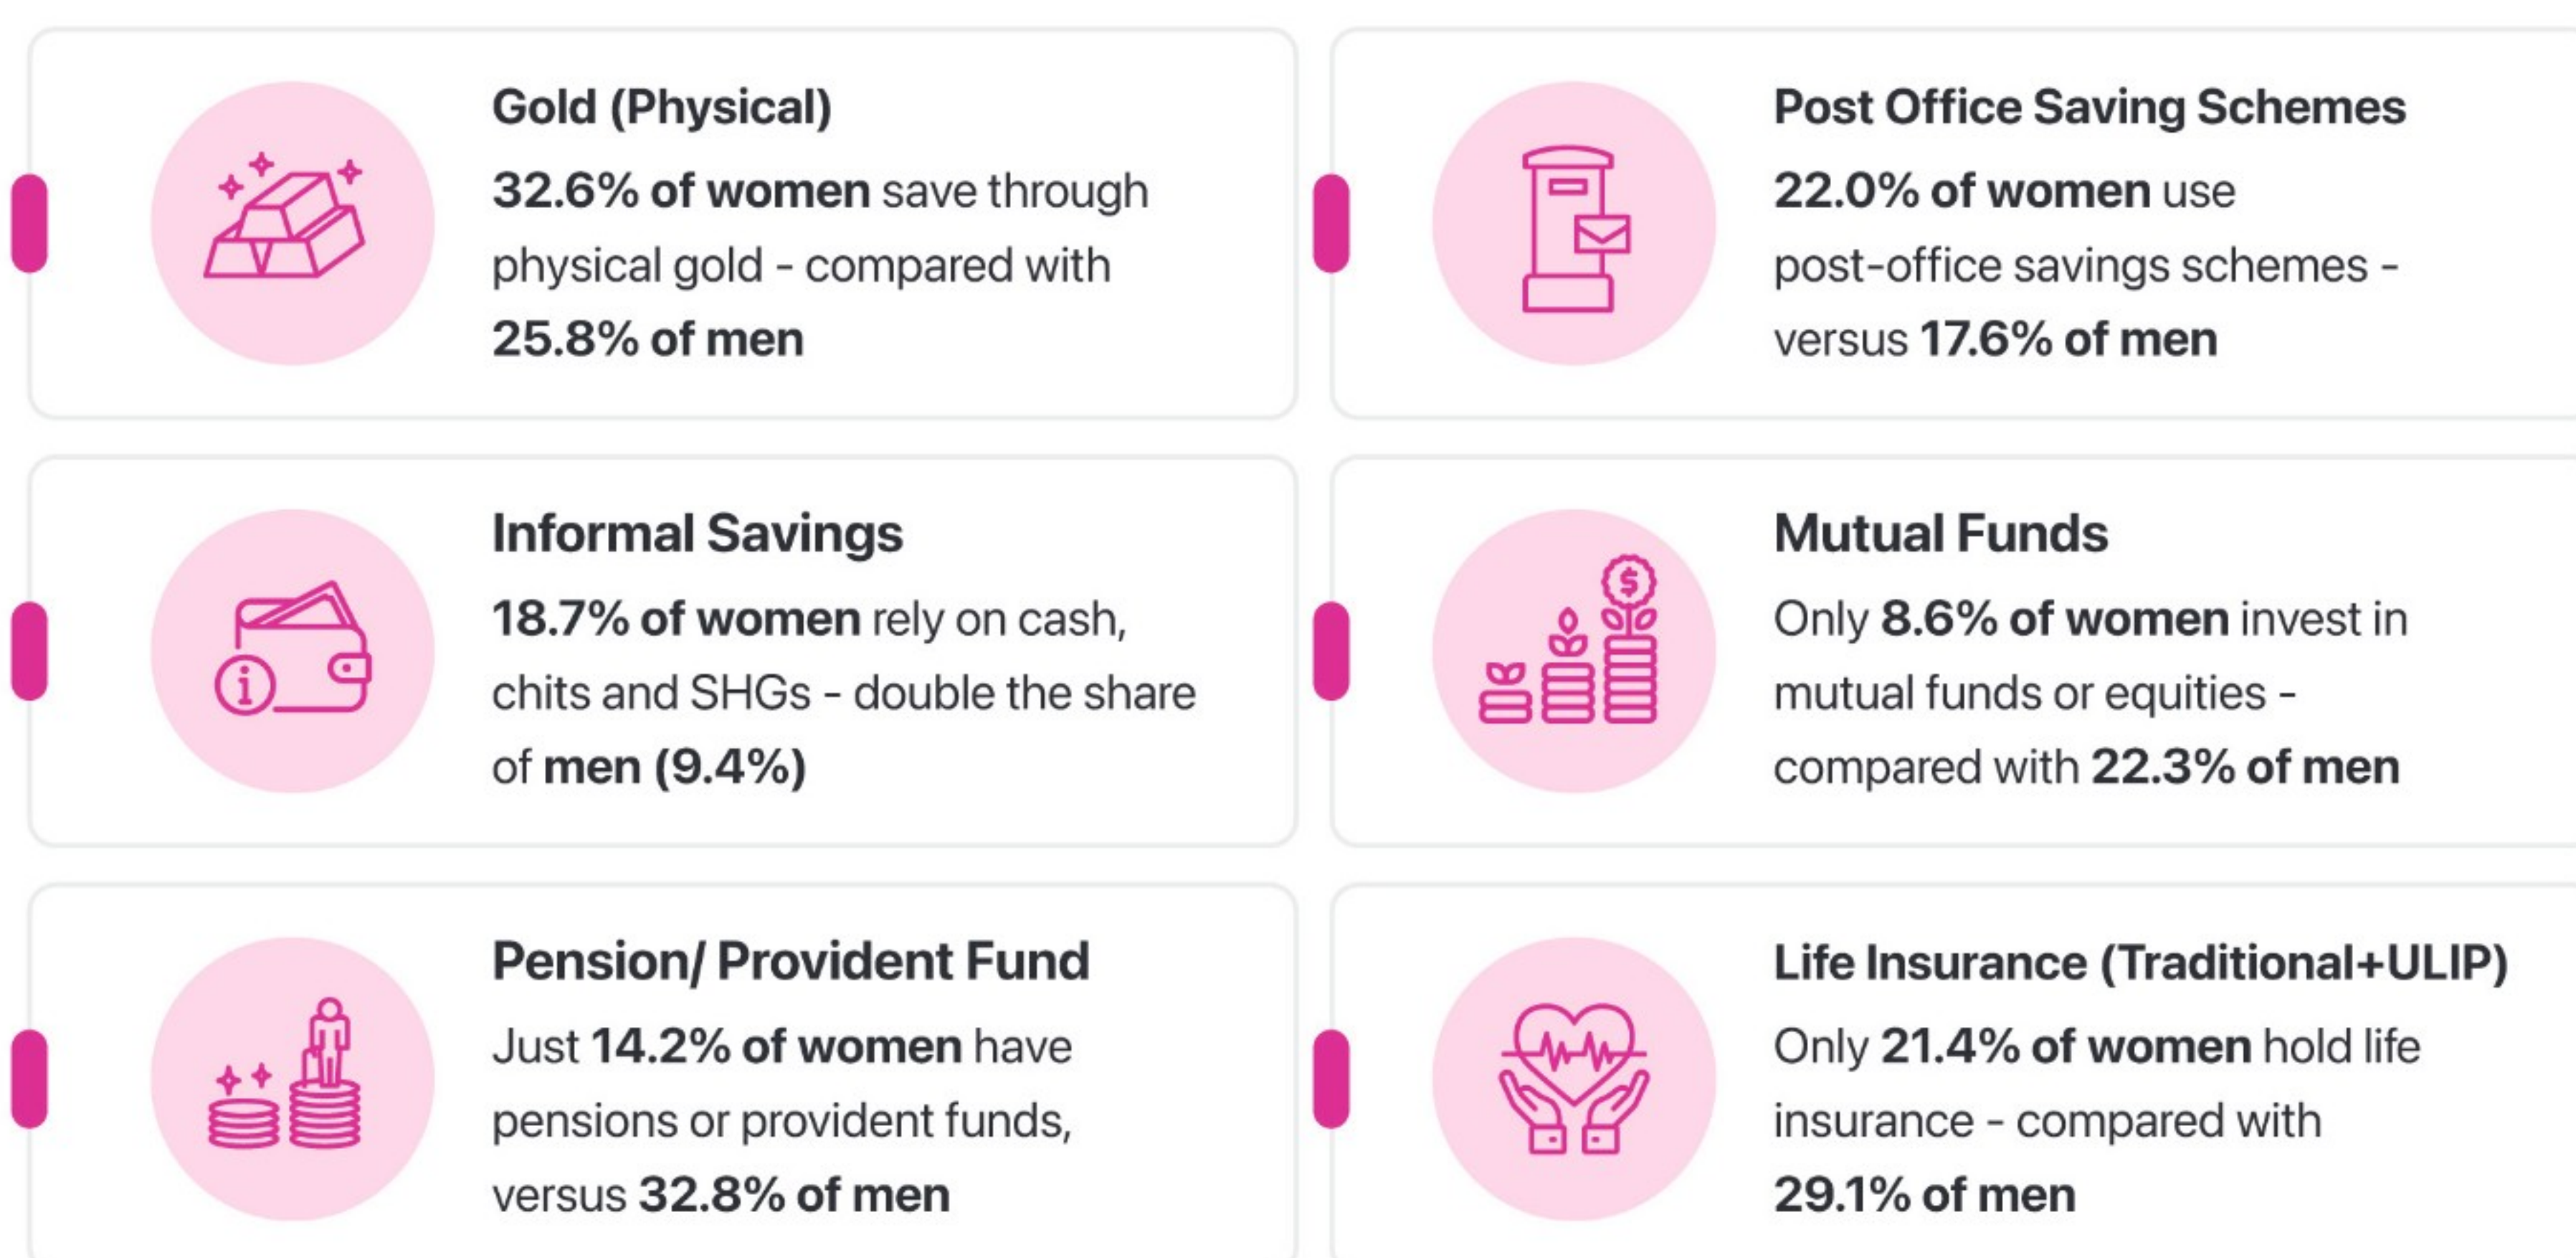 Gold (Physical)
32.6% of women save through
physical gold - compared with
25.8% of men
Post Office Saving Schemes
22.0% of women use
post-office savings schemes -
versus 17.6% of men
Informal Savings
18.7% of women rely on cash,
chits and SHGs - double the share
of men (9.4%)
Mutual Funds
Only 8.6% of women invest in
mutual funds or equities -
compared with 22.3% of men
Pension/ Provident Fund
Just 14.2% of women have
pensions or provident funds,
versus 32.8% of men
Life Insurance (Traditional+ULIP)
Only 21.4% of women hold life
insurance - compared with
29.1% of men